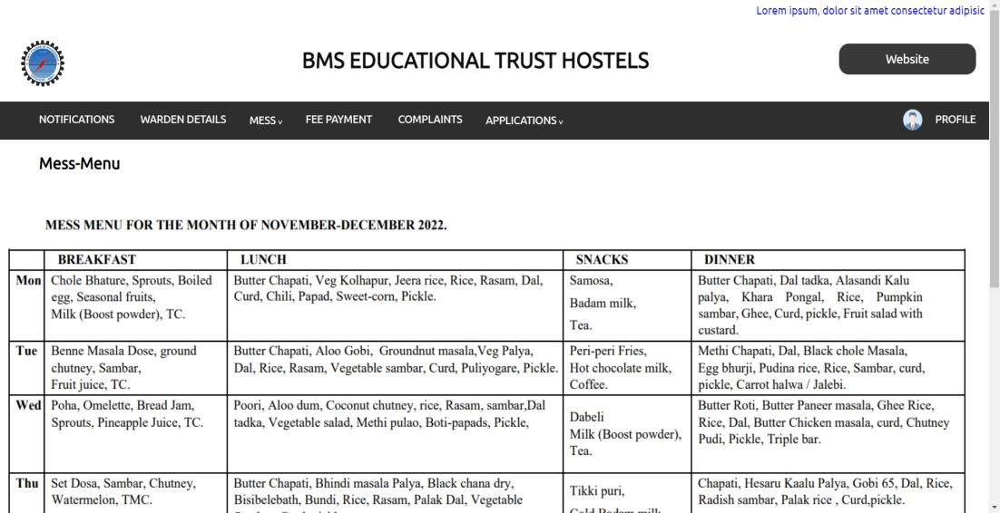 Lorem ipsum, dolor sit amet consectetur adipisic
BMS EDUCATIONAL TRUST HOSTELS
Website
NOTIFICATIONS WARDEN DETAILS MESS v FEE PAYMENT COMPLAINTS APPLICATIONS v PROFILE
Mess-Menu
MESS MENU FOR THE MONTH OF NOVEMBER-DECEMBER 2022.
BREAKFAST LUNCH SNACKS DINNER
Mon
Chole Bhature, Sprouts, Boiled
egg, Seasonal fruits,
Milk (Boost powder), TC.
Butter Chapati, Veg Kolhapur, Jeera rice, Rice, Rasam, Dal,
Curd, Chili, Papad, Sweet-corn, Pickle.
Samosa,
Badam milk,
Tea.
Butter Chapati, Dal tadka, Alasandi Kalu
palya, Khara Pongal, Rice, Pumpkin
sambar, Ghee, Curd, pickle, Fruit salad with
custard.
Tue
Benne Masala Dose, ground
chutney, Sambar,
Fruit juice, TC.
Butter Chapati, Aloo Gobi, Groundnut masala,Veg Palya,
Dal, Rice, Rasam, Vegetable sambar, Curd, Puliyogare, Pickle.
Peri-peri Fries,
Hot chocolate milk,
Coffee.
Methi Chapati, Dal, Black chole Masala,
Egg bhurji, Pudina rice, Rice, Sambar, curd,
pickle, Carrot halwa / Jalebi.
Wed
Poha, Omelette, Bread Jam,
Sprouts, Pineapple Juice, TC.
Poori, Aloo dum, Coconut chutney, rice, Rasam, sambar,Dal
tadka, Vegetable salad, Methi pulao, Boti-papads, Pickle,
Dabeli
Milk (Boost powder),
Tea.
Butter Roti, Butter Paneer masala, Ghee Rice,
Rice, Dal, Butter Chicken masala, curd, Chutney
Pudi, Pickle, Triple bar.
Thu
Set Dosa, Sambar, Chutney,
Watermelon, TMC.
Butter Chapati, Bhindi masala Palya, Black chana dry,
Bisibelebath, Bundi, Rice, Rasam, Palak Dal, Vegetable
Tikki puri,
Chapati, Hesaru Kaalu Palya, Gobi 65, Dal, Rice,
Radish sambar, Palak rice , Curd,pickle.